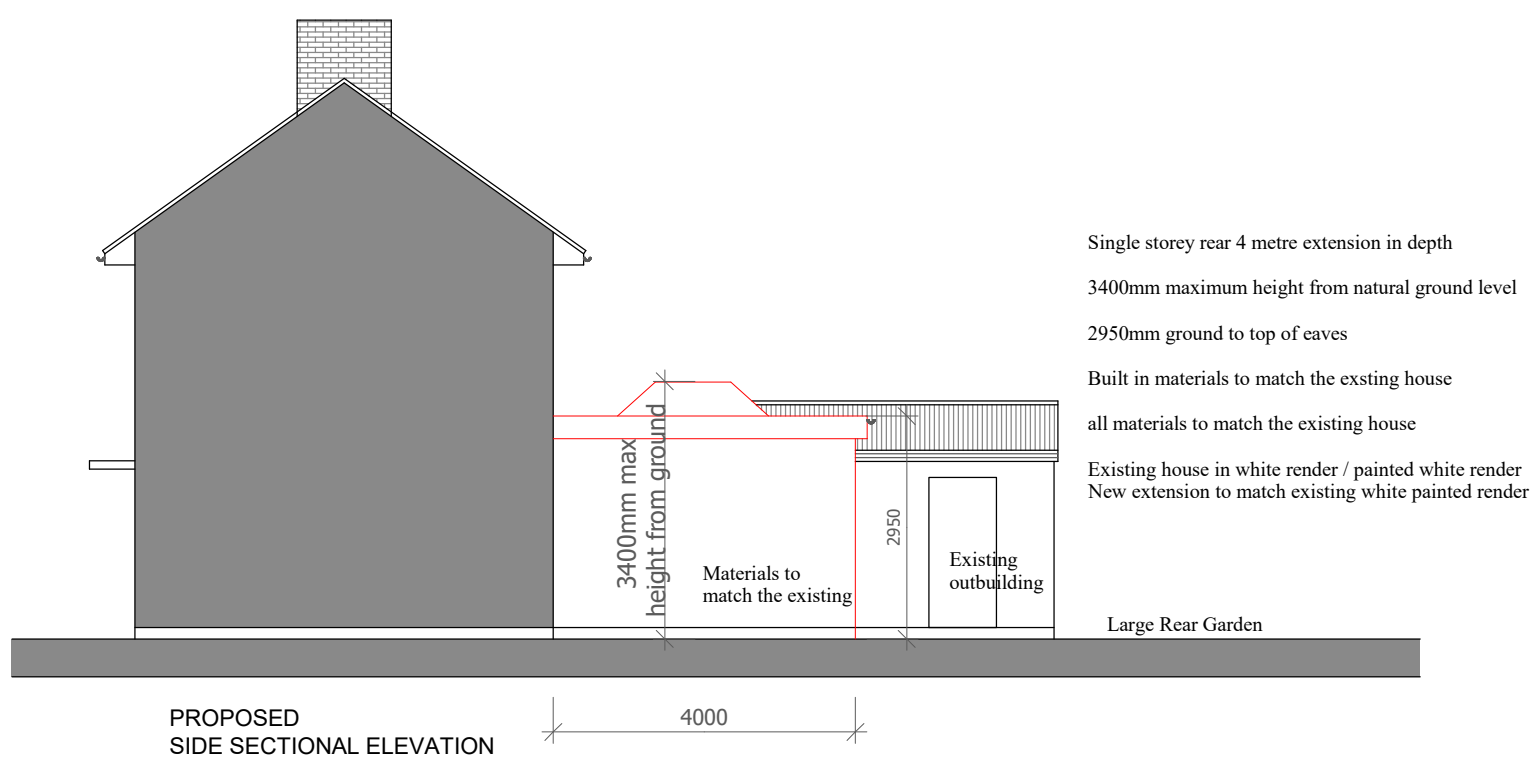 Single storey rear 4 metre extension in depth
3400mm maximum height from natural ground level
2950mm ground to top of eaves
Built in materials to match the exsting house
all materials to match the existing house
Existing house in white render / painted white render
New extension to match existing white painted render
3400mm max
height from ground
2950
Materials to
match the existing
Existing
outbuilding
Large Rear Garden
4000
PROPOSED
SIDE SECTIONAL ELEVATION